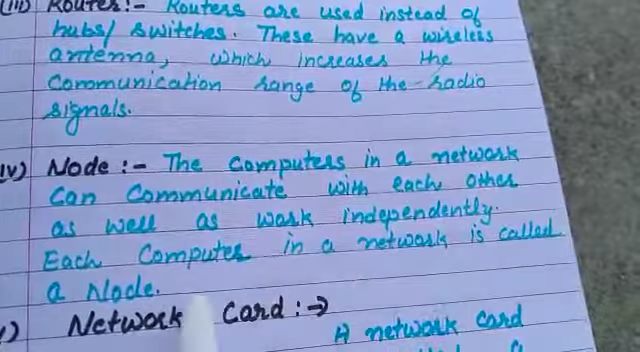 (iii) Router:- Routers are used instead of
hubs/ switches. These have a wireless
antenna, which increases the
communication range of the radio
signals.
iv) Node :- The computers in a network
can communicate with each other
as well as work independently.
Each computer in a network is called
a Node.
) Network Card :→
A network card